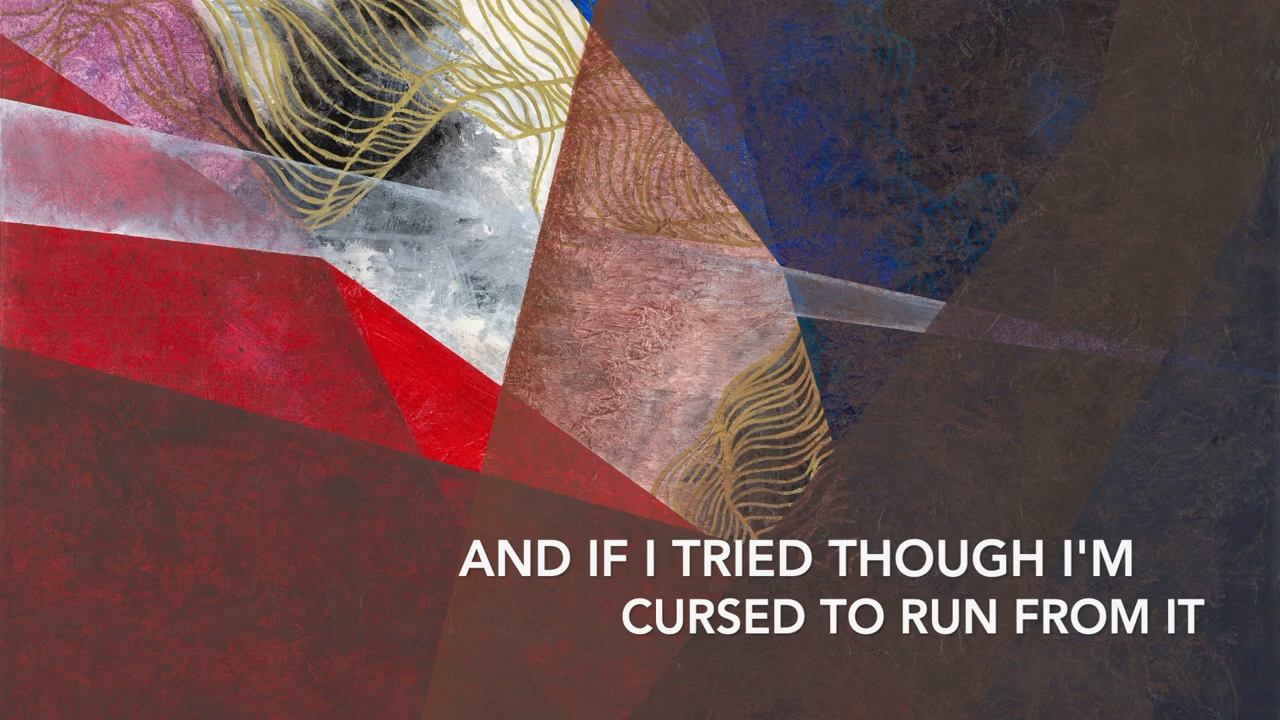 AND IF I TRIED THOUGH I'M
CURSED TO RUN FROM IT